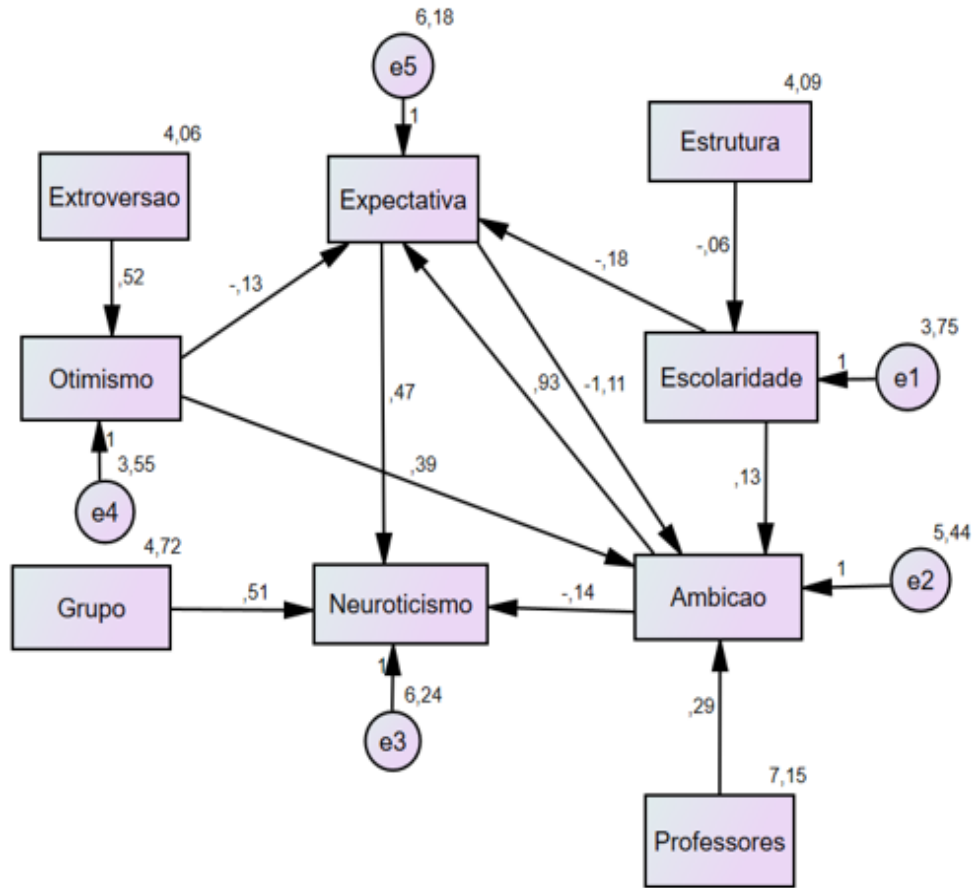 6,18
e5
1
4,09
Estrutura
4,06
Extroversao
Expectativa
-,06
,52
-,13
-,18
3,75
Otimismo
Escolaridade
1
e1
,47
,93
-1,11
1
3,55
,39
,13
e4
4,72
5,44
Grupo
,51
Neuroticismo
-,14
Ambicao
1
e2
1
6,24
,29
e3
7,15
Professores